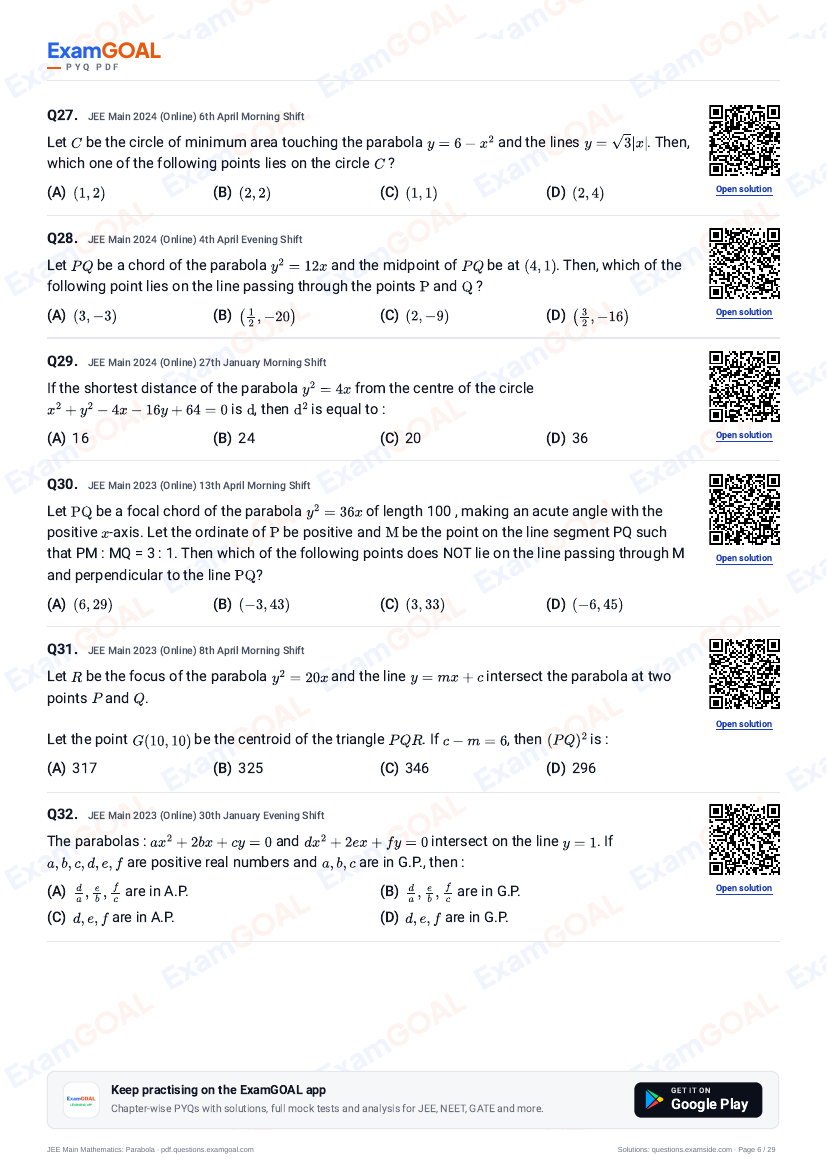 ExamGOAL
PYQ PDF
Q27. JEE Main 2024 (Online) 6th April Morning Shift
Let C be the circle of minimum area touching the parabola y = 6 − x² and the lines y = √3|x|. Then,
which one of the following points lies on the circle C ?
(A) (1, 2) (B) (2, 2) (C) (1, 1) (D) (2, 4)
Open solution
Q28. JEE Main 2024 (Online) 4th April Evening Shift
Let PQ be a chord of the parabola y² = 12x and the midpoint of PQ be at (4, 1). Then, which of the
following point lies on the line passing through the points P and Q ?
(A) (3, −3) (B) (1/2, −20) (C) (2, −9) (D) (3/2, −16)
Open solution
Q29. JEE Main 2024 (Online) 27th January Morning Shift
If the shortest distance of the parabola y² = 4x from the centre of the circle
x² + y² − 4x − 16y + 64 = 0 is d, then d² is equal to :
(A) 16 (B) 24 (C) 20 (D) 36
Open solution
Q30. JEE Main 2023 (Online) 13th April Morning Shift
Let PQ be a focal chord of the parabola y² = 36x of length 100 , making an acute angle with the
positive x-axis. Let the ordinate of P be positive and M be the point on the line segment PQ such
that PM : MQ = 3 : 1. Then which of the following points does NOT lie on the line passing through M
and perpendicular to the line PQ?
(A) (6, 29) (B) (−3, 43) (C) (3, 33) (D) (−6, 45)
Open solution
Q31. JEE Main 2023 (Online) 8th April Morning Shift
Let R be the focus of the parabola y² = 20x and the line y = mx + c intersect the parabola at two
points P and Q.
Let the point G(10, 10) be the centroid of the triangle PQR. If c − m = 6, then (PQ)² is :
(A) 317 (B) 325 (C) 346 (D) 296
Open solution
Q32. JEE Main 2023 (Online) 30th January Evening Shift
The parabolas : ax² + 2bx + cy = 0 and dx² + 2ex + fy = 0 intersect on the line y = 1. If
a, b, c, d, e, f are positive real numbers and a, b, c are in G.P., then :
(A) d/a, e/b, f/c are in A.P. (B) d/a, e/b, f/c are in G.P.
(C) d, e, f are in A.P. (D) d, e, f are in G.P.
Open solution
Keep practising on the ExamGOAL app
Chapter-wise PYQs with solutions, full mock tests and analysis for JEE, NEET, GATE and more.
GET IT ON
Google Play
JEE Main Mathematics: Parabola · pdf.questions.examgoal.com
Solutions: questions.examside.com · Page 6 / 29